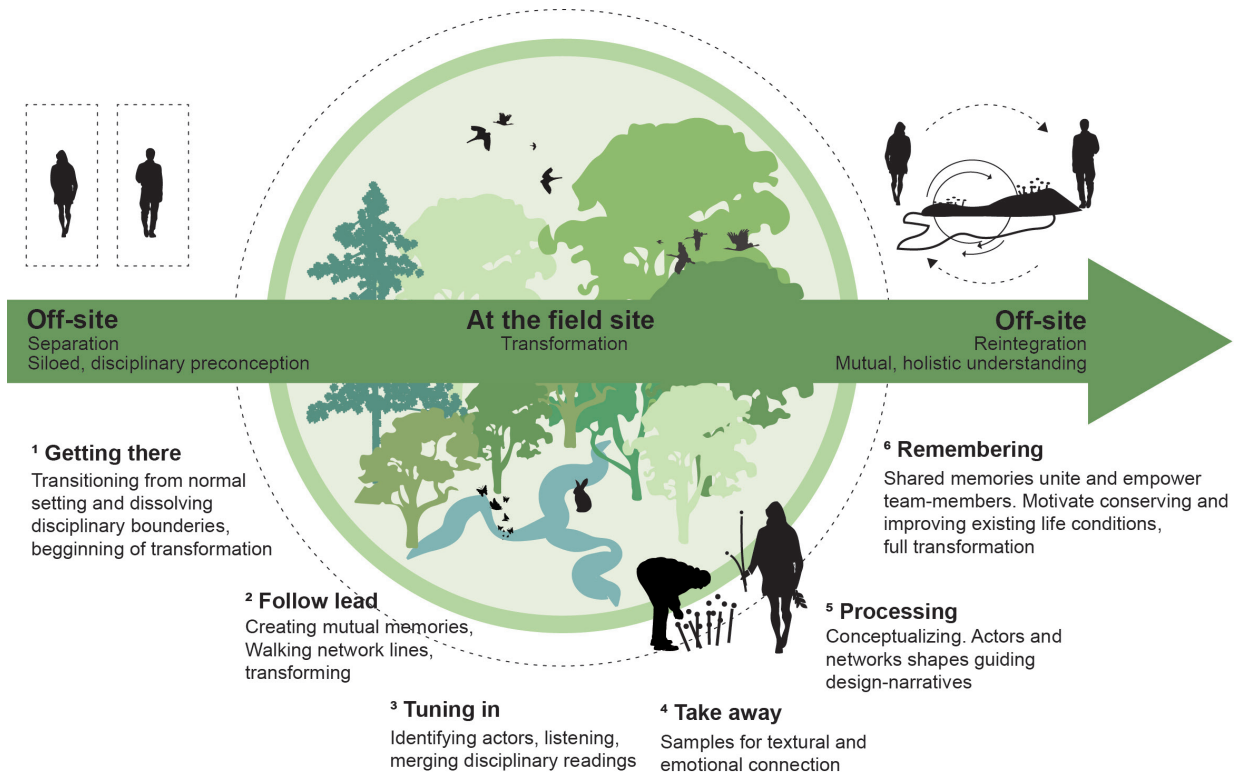 Off-site
Separation
Siloed, disciplinary preconception
At the field site
Transformation
Off-site
Reintegration
Mutual, holistic understanding
¹ Getting there
Transitioning from normal
setting and dissolving
disciplinary bounderies,
begginning of transformation
² Follow lead
Creating mutual memories,
Walking network lines,
transforming
³ Tuning in
Identifying actors, listening,
merging disciplinary readings
⁴ Take away
Samples for textural and
emotional connection
⁵ Processing
Conceptualizing. Actors and
networks shapes guiding
design-narratives
⁶ Remembering
Shared memories unite and empower
team-members. Motivate conserving and
improving existing life conditions,
full transformation